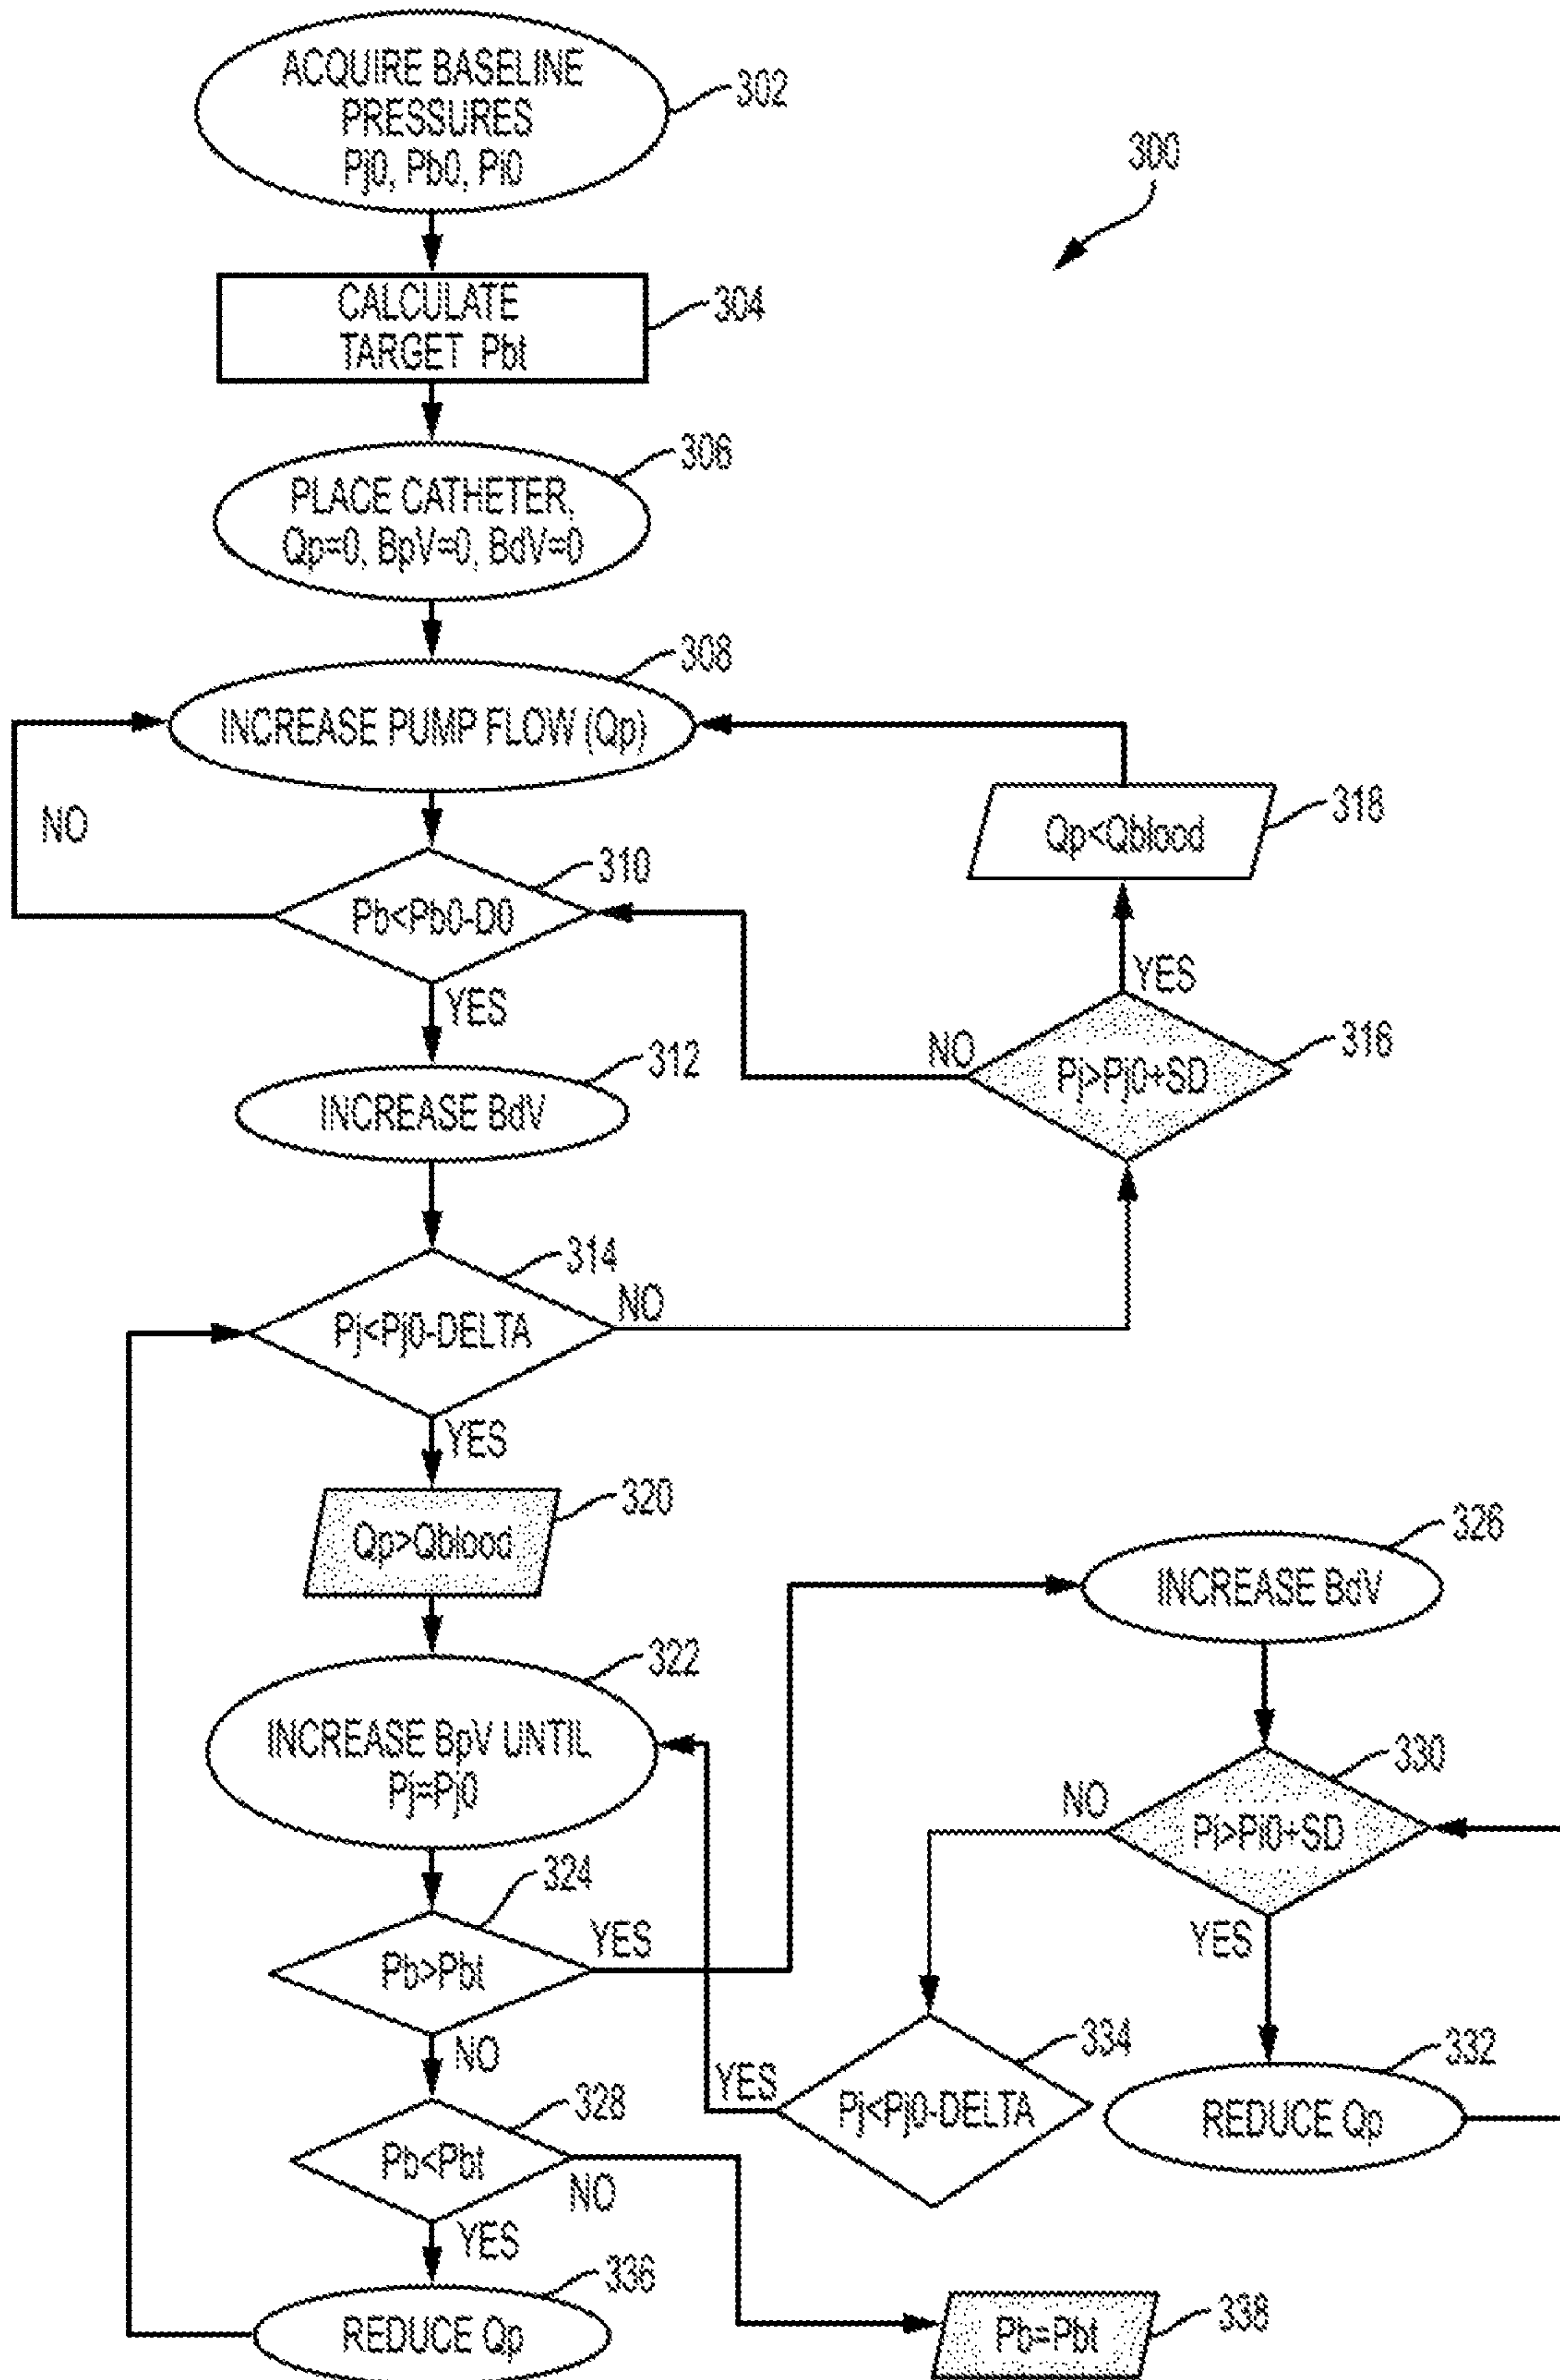 ACQUIRE BASELINE
PRESSURES
Pj0, Pb0, Pi0
302
300
CALCULATE
TARGET Pbt
304
PLACE CATHETER,
Qp=0, BpV=0, BdV=0
306
INCREASE PUMP FLOW (Qp)
308
NO
Pb<Pb0-D0
310
YES
Qp<Qblood
318
YES
NO
Pj>Pj0+SD
316
INCREASE BdV
312
Pj<Pj0-DELTA
314
NO
YES
Qp>Qblood
320
INCREASE BpV UNTIL
Pj=Pj0
322
Pb>Pbt
324
YES
NO
INCREASE BdV
326
Pi>Pi0+SD
330
NO
YES
Pj<Pj0-DELTA
334
YES
REDUCE Qp
332
Pb<Pbt
328
NO
YES
REDUCE Qp
336
Pb=Pbt
338